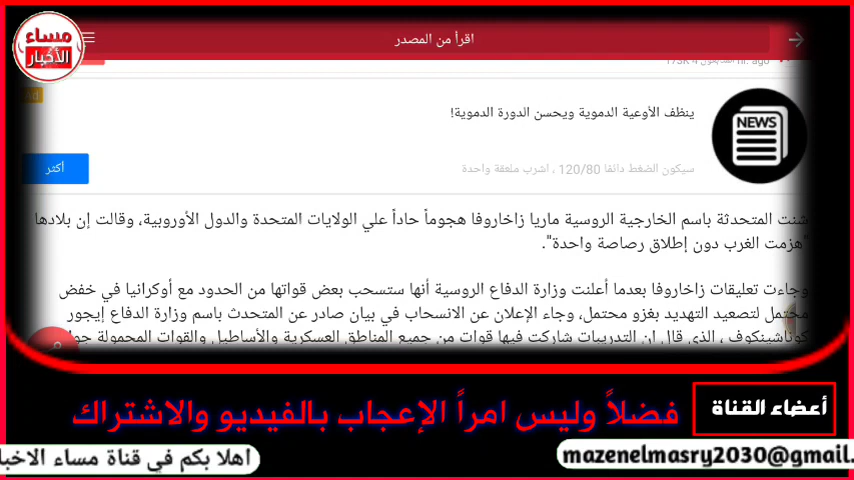 مساء
الأخبار
اقرأ من المصدر
Ad
ينظف الأوعية الدموية ويحسن الدورة الدموية!
NEWS
أكثر
سيكون الضغط دائما 120/80 ، اشرب ملعقة واحدة
شنت المتحدثة باسم الخارجية الروسية ماريا زاخاروفا هجوماً حاداً علي الولايات المتحدة والدول الأوروبية، وقالت إن بلادها
"هزمت الغرب دون إطلاق رصاصة واحدة".
وجاءت تعليقات زاخاروفا بعدما أعلنت وزارة الدفاع الروسية أنها ستسحب بعض قواتها من الحدود مع أوكرانيا في خفض
محتمل لتصعيد التهديد بغزو محتمل، وجاء الإعلان عن الانسحاب في بيان صادر عن المتحدث باسم وزارة الدفاع إيجور
كوناشينكوف ، الذي قال إن التدريبات شاركت فيها قوات من جميع المناطق العسكرية والأساطيل والقوات المحمولة
أعضاء القناة
فضلاً وليس امراً الإعجاب بالفيديو والاشتراك
mazenelmasry2030@gmail.
اهلا بكم في قناة مساء الاخبا